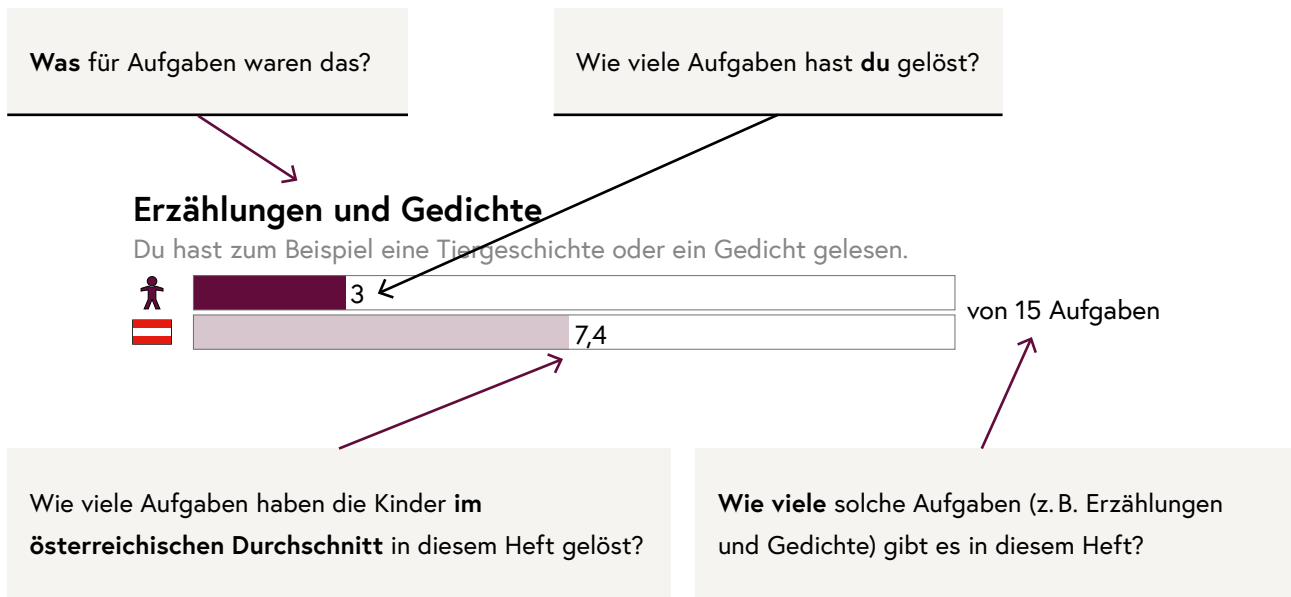 Was für Aufgaben waren das?
Wie viele Aufgaben hast du gelöst?
Erzählungen und Gedichte
Du hast zum Beispiel eine Tiergeschichte oder ein Gedicht gelesen.
3
von 15 Aufgaben
7,4
Wie viele Aufgaben haben die Kinder im
österreichischen Durchschnitt in diesem Heft gelöst?
Wie viele solche Aufgaben (z. B. Erzählungen
und Gedichte) gibt es in diesem Heft?